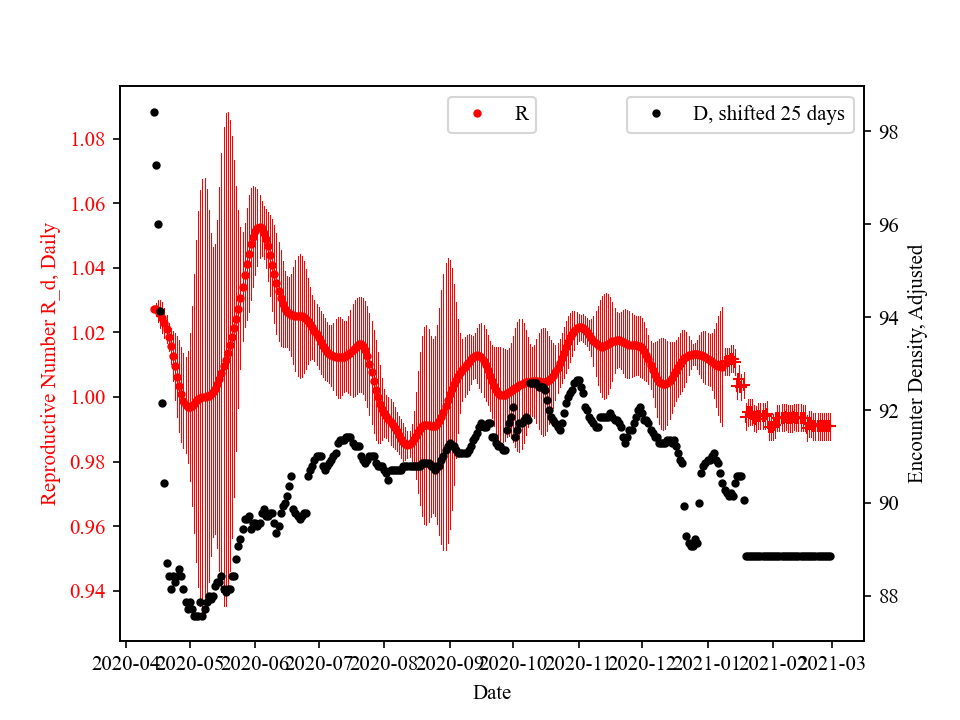 R
D, shifted 25 days
Reproductive Number R_d, Daily
1.08
1.06
1.04
1.02
1.00
0.98
0.96
0.94
98
96
94
92
90
88
Encounter Density, Adjusted
2020-04 2020-05 2020-06 2020-07 2020-08 2020-09 2020-10 2020-11 2020-12 2021-01 2021-02 2021-03
Date